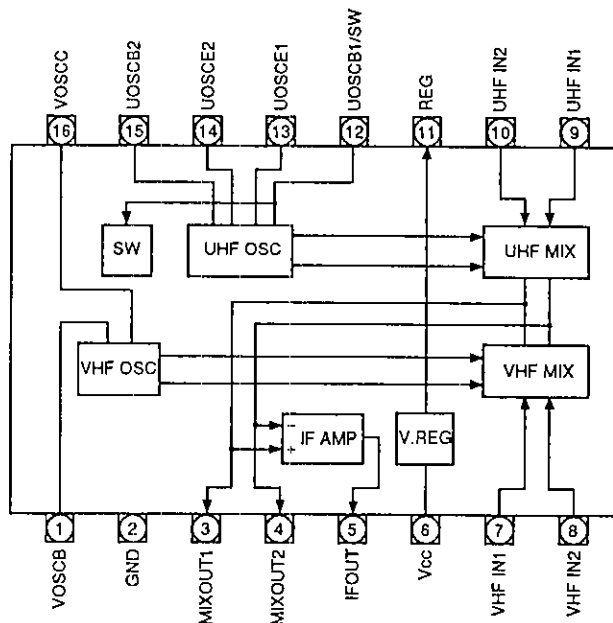 VOSCC
UOSCB2
UOSCE2
UOSCE1
UOSCB1/SW
REG
UHF IN2
UHF IN1
16
15
14
13
12
11
10
9
SW
UHF OSC
UHF MIX
VHF OSC
VHF MIX
−
+
IF AMP
V.REG
1
2
3
4
5
6
7
8
VOSCB
GND
MIXOUT1
MIXOUT2
IFOUT
Vcc
VHF IN1
VHF IN2